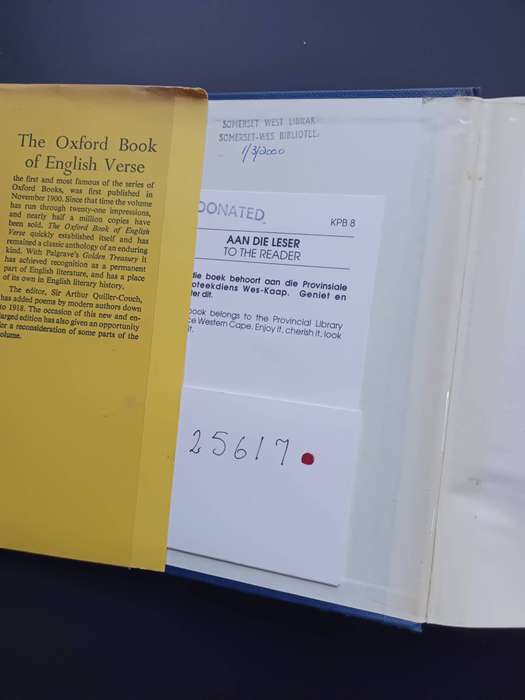 The Oxford Book
of English Verse
the first and most famous of the series of
Oxford Books, was first published in
November 1900. Since that time the volume
has run through twenty-one impressions,
and nearly half a million copies have
been sold. The Oxford Book of English
Verse quickly established itself and has
remained a classic anthology of an enduring
kind. With Palgrave's Golden Treasury it
has achieved recognition as a permanent
part of English literature, and has a place
of its own in English literary history.
The editor, Sir Arthur Quiller-Couch,
has added poems by modern authors down
to 1918. The occasion of this new and en-
larged edition has also given an opportunity
for a reconsideration of some parts of the
volume.
SOMERSET WEST LIBRAR
SOMERSET-WES BIBLIOTEE
1/3/2000
DONATED
KPB 8
AAN DIE LESER
TO THE READER
die boek behoort aan die Provinsiale
oteekdiens Wes-Kaap. Geniet en
ter dit.
book belongs to the Provincial Library
ce Western Cape. Enjoy it, cherish it, look
it.
25617